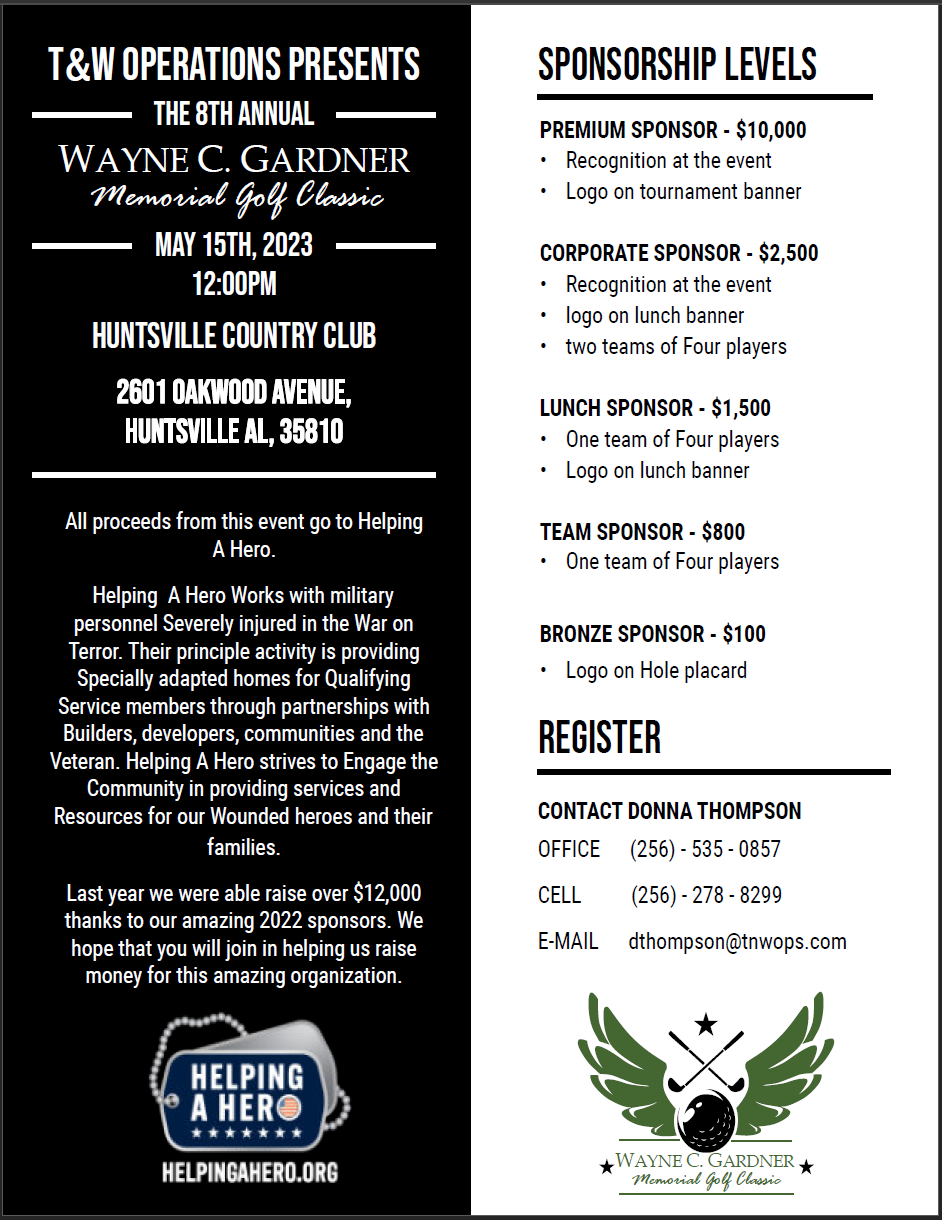 T&W OPERATIONS PRESENTS
THE 8TH ANNUAL
WAYNE C. GARDNER
Memorial Golf Classic
MAY 15TH, 2023
12:00PM
HUNTSVILLE COUNTRY CLUB
2601 OAKWOOD AVENUE,
HUNTSVILLE AL, 35810
All proceeds from this event go to Helping
A Hero.
Helping  A Hero Works with military
personnel Severely injured in the War on
Terror. Their principle activity is providing
Specially adapted homes for Qualifying
Service members through partnerships with
Builders, developers, communities and the
Veteran. Helping A Hero strives to Engage the
Community in providing services and
Resources for our Wounded heroes and their
families.
Last year we were able raise over $12,000
thanks to our amazing 2022 sponsors. We
hope that you will join in helping us raise
money for this amazing organization.
HELPING
A HERO
HELPINGAHERO.ORG
SPONSORSHIP LEVELS
PREMIUM SPONSOR - $10,000
• Recognition at the event
• Logo on tournament banner
CORPORATE SPONSOR - $2,500
• Recognition at the event
• logo on lunch banner
• two teams of Four players
LUNCH SPONSOR - $1,500
• One team of Four players
• Logo on lunch banner
TEAM SPONSOR - $800
• One team of Four players
BRONZE SPONSOR - $100
• Logo on Hole placard
REGISTER
CONTACT DONNA THOMPSON
OFFICE (256) - 535 - 0857
CELL (256) - 278 - 8299
E-MAIL dthompson@tnwops.com
WAYNE C. GARDNER
Memorial Golf Classic